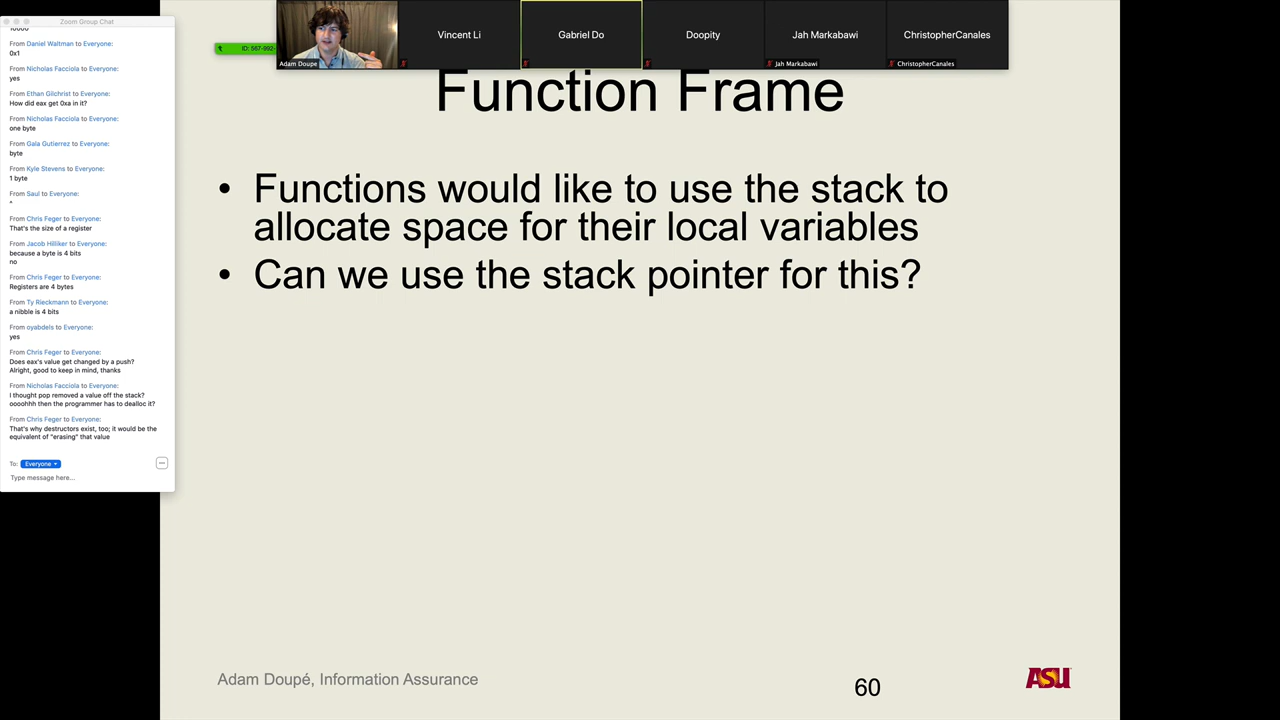 Zoom Group Chat
10000
From Daniel Waltman to Everyone:
0x1
From Nicholas Facciola to Everyone:
yes
From Ethan Gilchrist to Everyone:
How did eax get 0xa in it?
From Nicholas Facciola to Everyone:
one byte
From Gala Gutierrez to Everyone:
byte
From Kyle Stevens to Everyone:
1 byte
From Saul to Everyone:
^
From Chris Feger to Everyone:
That's the size of a register
From Jacob Hilliker to Everyone:
because a byte is 4 bits
no
From Chris Feger to Everyone:
Registers are 4 bytes
From Ty Rieckmann to Everyone:
a nibble is 4 bits
From oyabdels to Everyone:
yes
From Chris Feger to Everyone:
Does eax's value get changed by a push?
Alright, good to keep in mind, thanks
From Nicholas Facciola to Everyone:
I thought pop removed a value off the stack?
oooohhh then the programmer has to dealloc it?
From Chris Feger to Everyone:
That's why destructors exist, too; it would be the
equivalent of "erasing" that value
To: Everyone
Type message here...
ID: 567-992-
Adam Doupe
Vincent Li
Gabriel Do
Doopity
Jah Markabawi
Jah Markabawi
ChristopherCanales
ChristopherCanales
Function Frame
• Functions would like to use the stack to
allocate space for their local variables
• Can we use the stack pointer for this?
Adam Doupé, Information Assurance
60
ASU